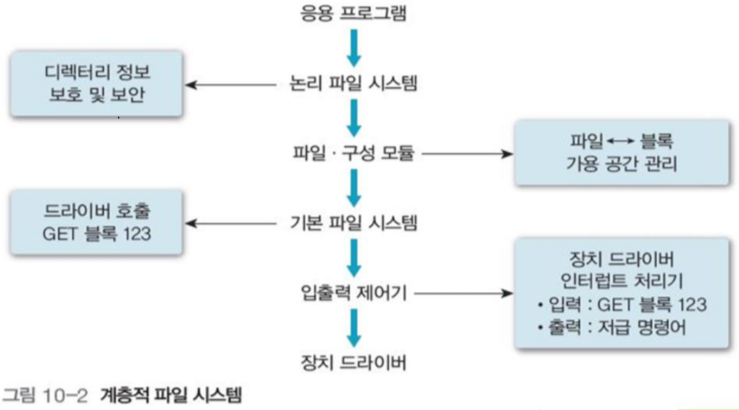 응용 프로그램
디렉터리 정보
보호 및 보안
논리 파일 시스템
파일 · 구성 모듈
파일 ↔ 블록
가용 공간 관리
드라이버 호출
GET 블록 123
기본 파일 시스템
입출력 제어기
장치 드라이버
인터럽트 처리기
• 입력 : GET 블록 123
• 출력 : 저급 명령어
장치 드라이버
그림 10-2 계층적 파일 시스템